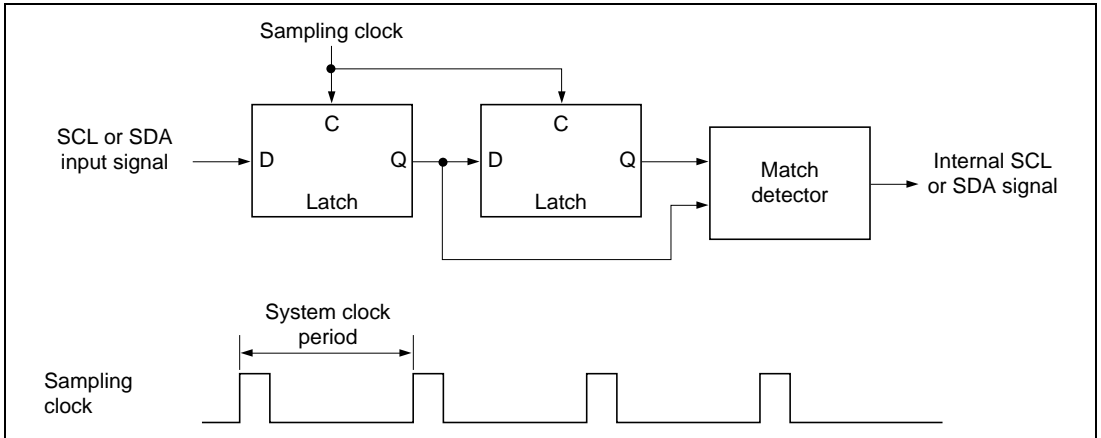 Sampling clock
C
C
SCL or SDA
input signal
D
Q
D
Q
Latch
Latch
Match
detector
Internal SCL
or SDA signal
System clock
period
Sampling
clock